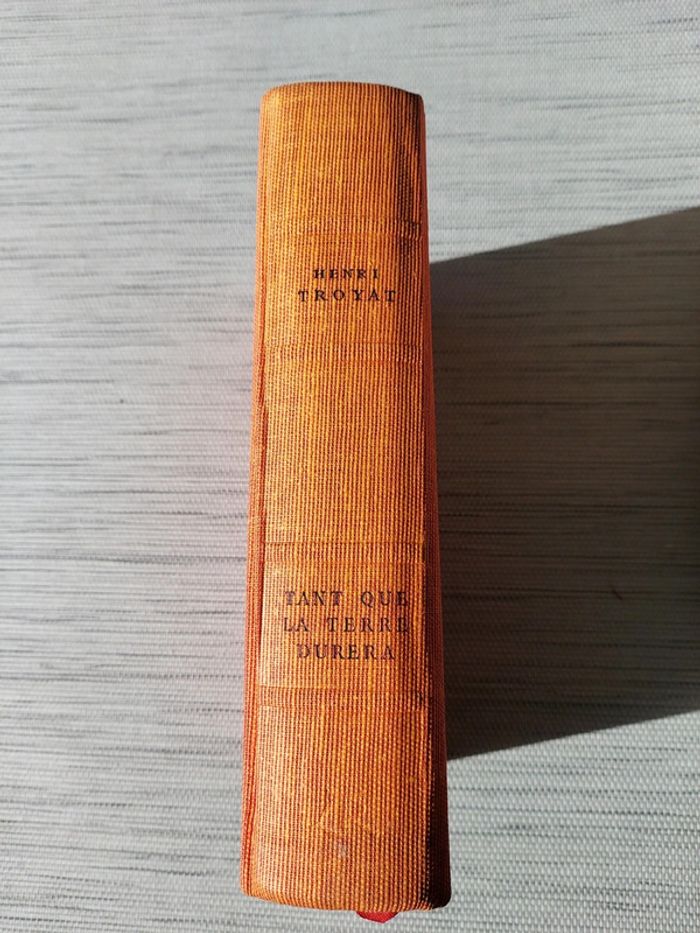 HENRI
TROYAT
TANT QUE
LA TERRE
DURERA